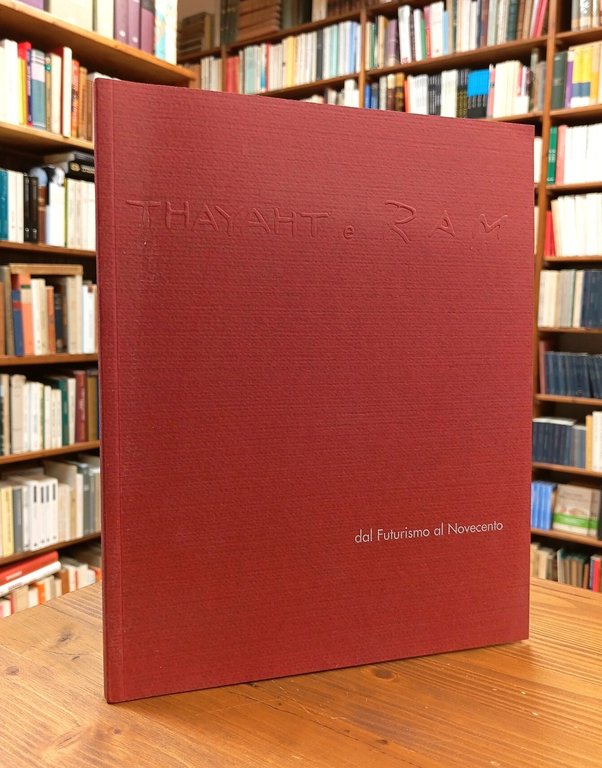 THAYAHT e RAM
dal Futurismo al Novecento